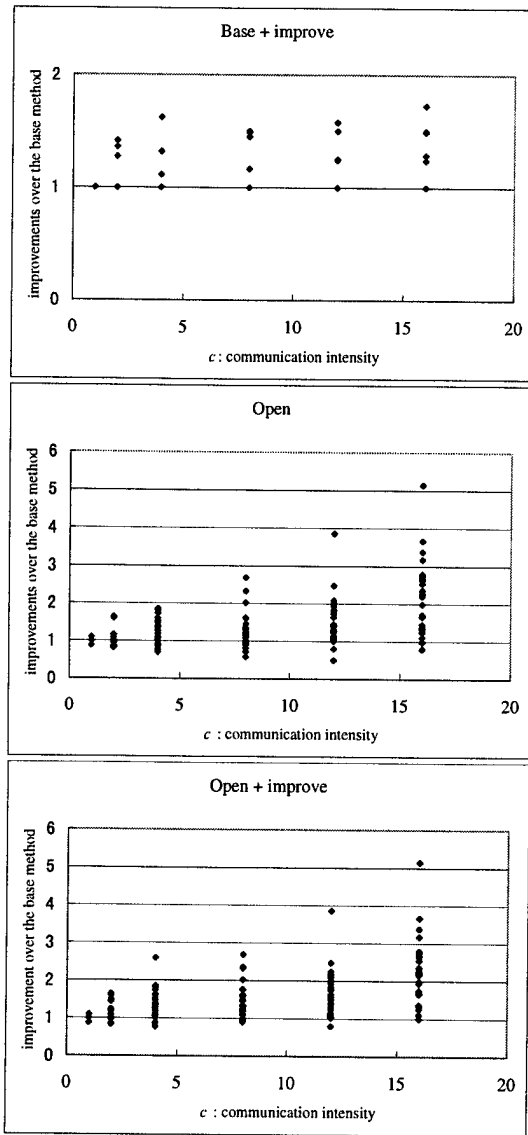 Base + improve
improvements over the base method
2
1
0
0 5 10 15 20
c : communication intensity
Open
improvements over the base method
6
5
4
3
2
1
0
0 5 10 15 20
c : communication intensity
Open + improve
improvement over the base method
6
5
4
3
2
1
0
0 5 10 15 20
c : communication intensity